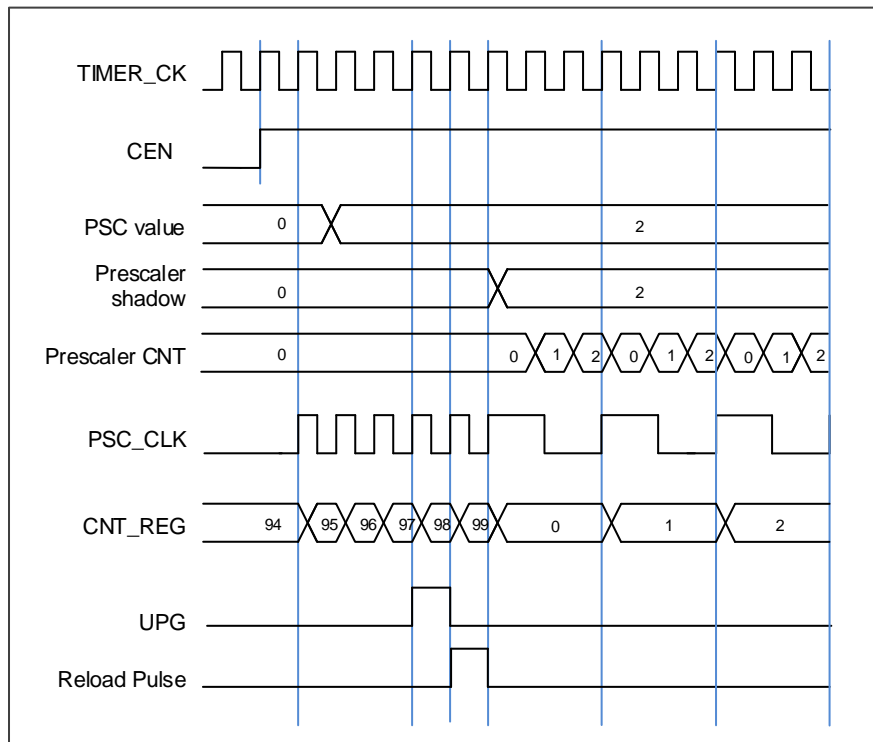 TIMER_CK
CEN
PSC value 0 2
Prescaler
shadow 0 2
Prescaler CNT 0 0 1 2 0 1 2 0 1 2
PSC_CLK
CNT_REG 94 95 96 97 98 99 0 1 2
UPG
Reload Pulse